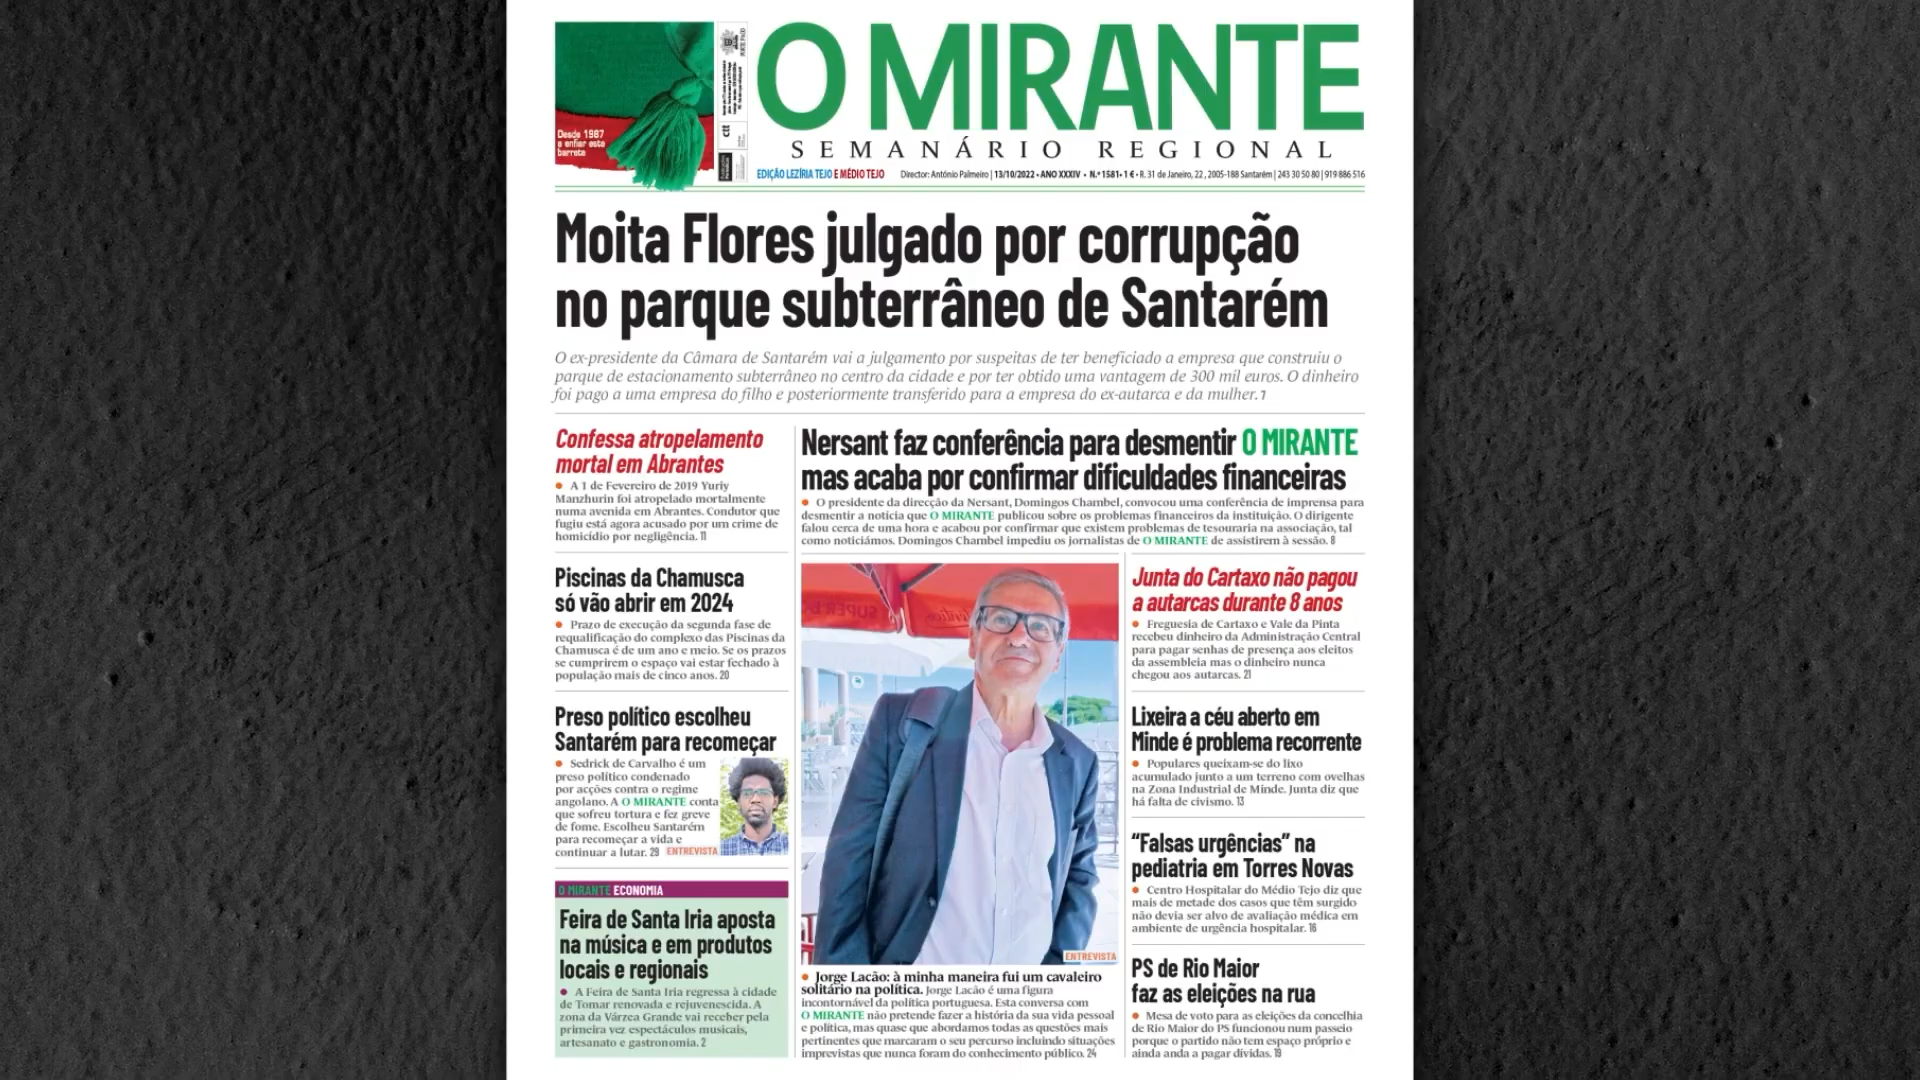 Desde 1987
a enfiar esta
barreta
O MIRANTE
SEMANÁRIO REGIONAL
EDIÇÃO LEZÍRIA TEJO E MÉDIO TEJO
Director: António Palmeiro | 13/10/2022 • ANO XXXIV • N.º 1581• 1 € • R. 31 de Janeiro, 22 , 2005-188 Santarém | 243 30 50 80 | 919 886 516
Moita Flores julgado por corrupção
no parque subterrâneo de Santarém
O ex-presidente da Câmara de Santarém vai a julgamento por suspeitas de ter beneficiado a empresa que construiu o
parque de estacionamento subterrâneo no centro da cidade e por ter obtido uma vantagem de 300 mil euros. O dinheiro
foi pago a uma empresa do filho e posteriormente transferido para a empresa do ex-autarca e da mulher. 7
Confessa atropelamento
mortal em Abrantes
• A 1 de Fevereiro de 2019 Yuriy
Manzhurin foi atropelado mortalmente
numa avenida em Abrantes. Condutor que
fugiu está agora acusado por um crime de
homicídio por negligência. 11
Piscinas da Chamusca
só vão abrir em 2024
• Prazo de execução da segunda fase de
requalificação do complexo das Piscinas da
Chamusca é de um ano e meio. Se os prazos
se cumprirem o espaço vai estar fechado à
população mais de cinco anos. 20
Preso político escolheu
Santarém para recomeçar
• Sedrick de Carvalho é um
preso político condenado
por acções contra o regime
angolano. A O MIRANTE conta
que sofreu tortura e fez greve
de fome. Escolheu Santarém
para recomeçar a vida e
continuar a lutar. 29 ENTREVISTA
O MIRANTE ECONOMIA
Feira de Santa Iria aposta
na música e em produtos
locais e regionais
• A Feira de Santa Iria regressa à cidade
de Tomar renovada e rejuvenescida. A
zona da Várzea Grande vai receber pela
primeira vez espectáculos musicais,
artesanato e gastronomia. 2
Nersant faz conferência para desmentir O MIRANTE
mas acaba por confirmar dificuldades financeiras
• O presidente da direcção da Nersant, Domingos Chambel, convocou uma conferência de imprensa para
desmentir a notícia que O MIRANTE publicou sobre os problemas financeiros da instituição. O dirigente
falou cerca de uma hora e acabou por confirmar que existem problemas de tesouraria na associação, tal
como noticiámos. Domingos Chambel impediu os jornalistas de O MIRANTE de assistirem à sessão. 8
ENTREVISTA
• Jorge Lacão: à minha maneira fui um cavaleiro
solitário na política. Jorge Lacão é uma figura
incontornável da política portuguesa. Esta conversa com
O MIRANTE não pretende fazer a história da sua vida pessoal
e política, mas quase que abordamos todas as questões mais
pertinentes que marcaram o seu percurso incluindo situações
imprevistas que nunca foram do conhecimento público. 24
Junta do Cartaxo não pagou
a autarcas durante 8 anos
• Freguesia de Cartaxo e Vale da Pinta
recebeu dinheiro da Administração Central
para pagar senhas de presença aos eleitos
da assembleia mas o dinheiro nunca
chegou aos autarcas. 21
Lixeira a céu aberto em
Minde é problema recorrente
• Populares queixam-se do lixo
acumulado junto a um terreno com ovelhas
na Zona Industrial de Minde. Junta diz que
há falta de civismo. 13
“Falsas urgências” na
pediatria em Torres Novas
• Centro Hospitalar do Médio Tejo diz que
mais de metade dos casos que têm surgido
não devia ser alvo de avaliação médica em
ambiente de urgência hospitalar. 16
PS de Rio Maior
faz as eleições na rua
• Mesa de voto para as eleições da concelhia
de Rio Maior do PS funcionou num passeio
porque o partido não tem espaço próprio e
ainda anda a pagar dívidas. 19